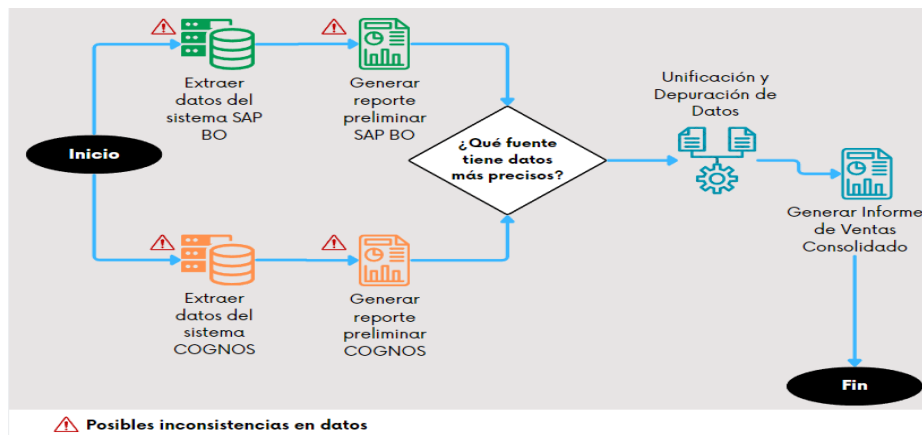 Extraer
datos del
sistema SAP
BO
Generar
reporte
preliminar
SAP BO
Inicio
¿Qué fuente
tiene datos
más precisos?
Unificación y
Depuración de
Datos
Generar Informe
de Ventas
Consolidado
Extraer
datos del
sistema
COGNOS
Generar
reporte
preliminar
COGNOS
Fin
Posibles inconsistencias en datos